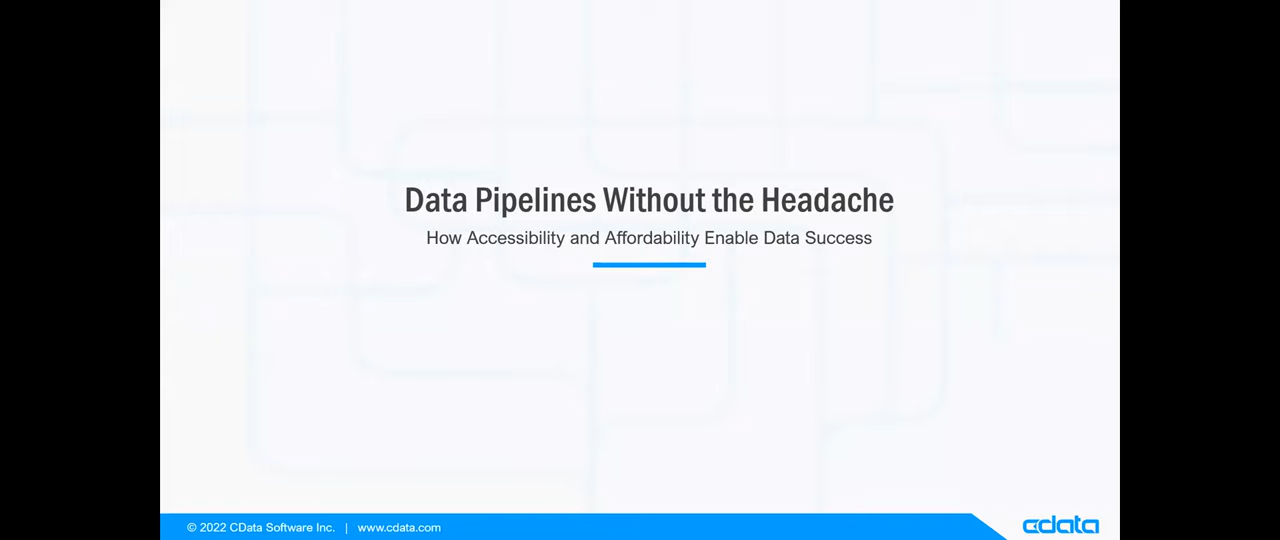 Data Pipelines Without the Headache
How Accessibility and Affordability Enable Data Success
© 2022 CData Software Inc. | www.cdata.com
cdata